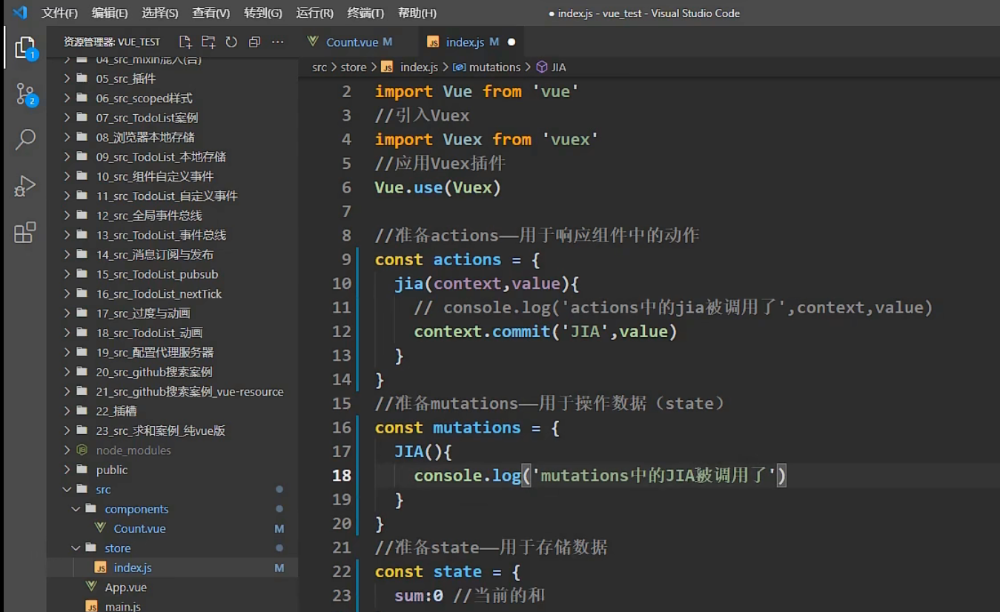 文件(F) 编辑(E) 选择(S) 查看(V) 转到(G) 运行(R) 终端(T) 帮助(H) ● index.js - vue_test - Visual Studio Code
资源管理器: VUE_TEST
Count.vue M
JS index.js M ●
src > store > JS index.js > mutations > JIA
1
2
04_src_mixin混入(合)
05_src_插件
06_src_scoped样式
07_src_TodoList案例
08_浏览器本地存储
09_src_TodoList_本地存储
10_src_组件自定义事件
11_src_TodoList_自定义事件
12_src_全局事件总线
13_src_TodoList_事件总线
14_src_消息订阅与发布
15_src_TodoList_pubsub
16_src_TodoList_nextTick
17_src_过度与动画
18_src_TodoList_动画
19_src_配置代理服务器
20_src_github搜索案例
21_src_github搜索案例_vue-resource
22_插槽
23_src_求和案例_纯vue版
node_modules
public
src
components
Count.vue M
store
JS index.js M
App.vue
JS main.js
2 import Vue from 'vue'
3 //引入Vuex
4 import Vuex from 'vuex'
5 //应用Vuex插件
6 Vue.use(Vuex)
7
8 //准备actions——用于响应组件中的动作
9 const actions = {
10 jia(context,value){
11 // console.log('actions中的jia被调用了',context,value)
12 context.commit('JIA',value)
13 }
14 }
15 //准备mutations——用于操作数据（state）
16 const mutations = {
17 JIA(){
18 console.log('mutations中的JIA被调用了')
19 }
20 }
21 //准备state——用于存储数据
22 const state = {
23 sum:0 //当前的和